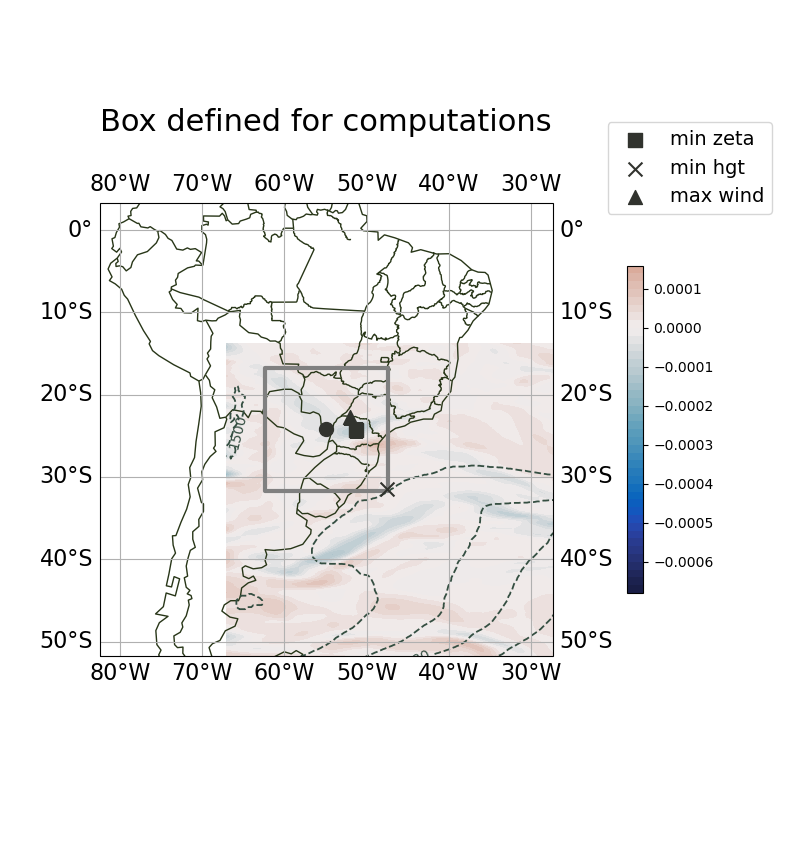 Box defined for computations
min zeta
min hgt
max wind
80°W 70°W 60°W 50°W 40°W 30°W
0° 0°
10°S 10°S
20°S 20°S
30°S 30°S
40°S 40°S
50°S 50°S
80°W 70°W 60°W 50°W 40°W 30°W
1500
0.0001
0.0000
−0.0001
−0.0002
−0.0003
−0.0004
−0.0005
−0.0006